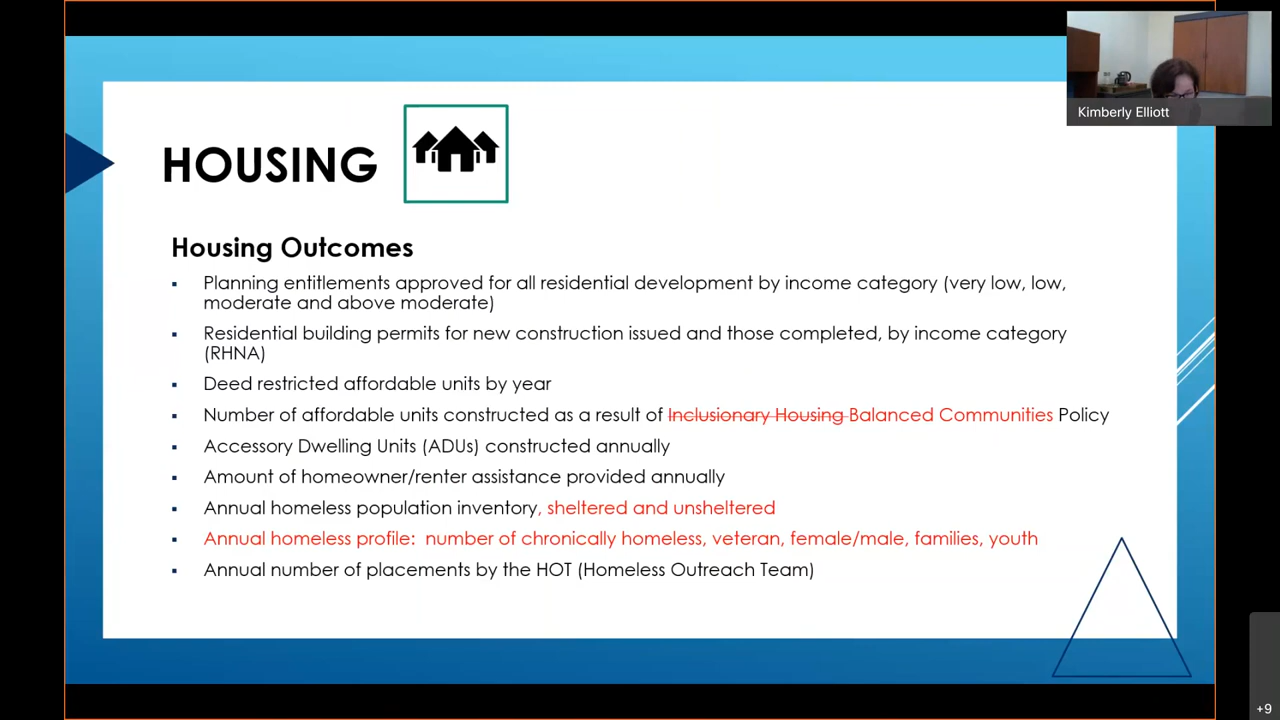 Kimberly Elliott
HOUSING
Housing Outcomes
▪ Planning entitlements approved for all residential development by income category (very low, low,
moderate and above moderate)
▪ Residential building permits for new construction issued and those completed, by income category
(RHNA)
▪ Deed restricted affordable units by year
▪ Number of affordable units constructed as a result of Inclusionary Housing Balanced Communities Policy
▪ Accessory Dwelling Units (ADUs) constructed annually
▪ Amount of homeowner/renter assistance provided annually
▪ Annual homeless population inventory, sheltered and unsheltered
▪ Annual homeless profile:  number of chronically homeless, veteran, female/male, families, youth
▪ Annual number of placements by the HOT (Homeless Outreach Team)
+9